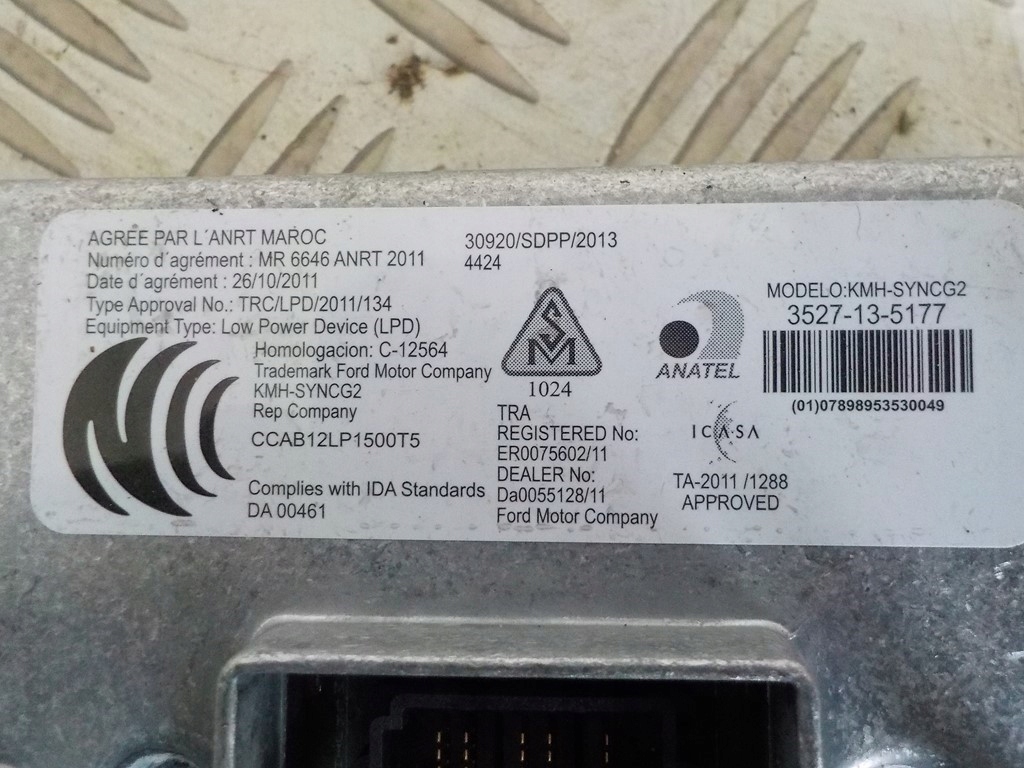 AGRÉE PAR L´ANRT MAROC
Numéro d´agrément : MR 6646 ANRT 2011
Date d´agrément : 26/10/2011
Type Approval No.: TRC/LPD/2011/134
Equipment Type: Low Power Device (LPD)
Homologacion: C-12564
Trademark Ford Motor Company
KMH-SYNCG2
Rep Company
CCAB12LP1500T5
Complies with IDA Standards
DA 00461
30920/SDPP/2013
4424
SM
1024
TRA
REGISTERED No:
ER0075602/11
DEALER No:
Da0055128/11
Ford Motor Company
ANATEL
ICASA
TA-2011 /1288
APPROVED
MODELO:KMH-SYNCG2
3527-13-5177
(01)07898953530049